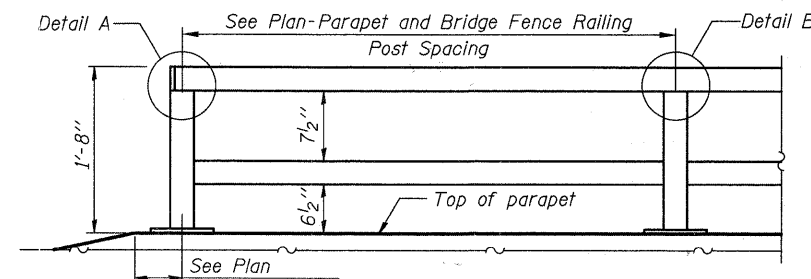 Detail A
See Plan-Parapet and Bridge Fence Railing
Post Spacing
Detail B
1'-8"
7½"
6½"
Top of parapet
See Plan